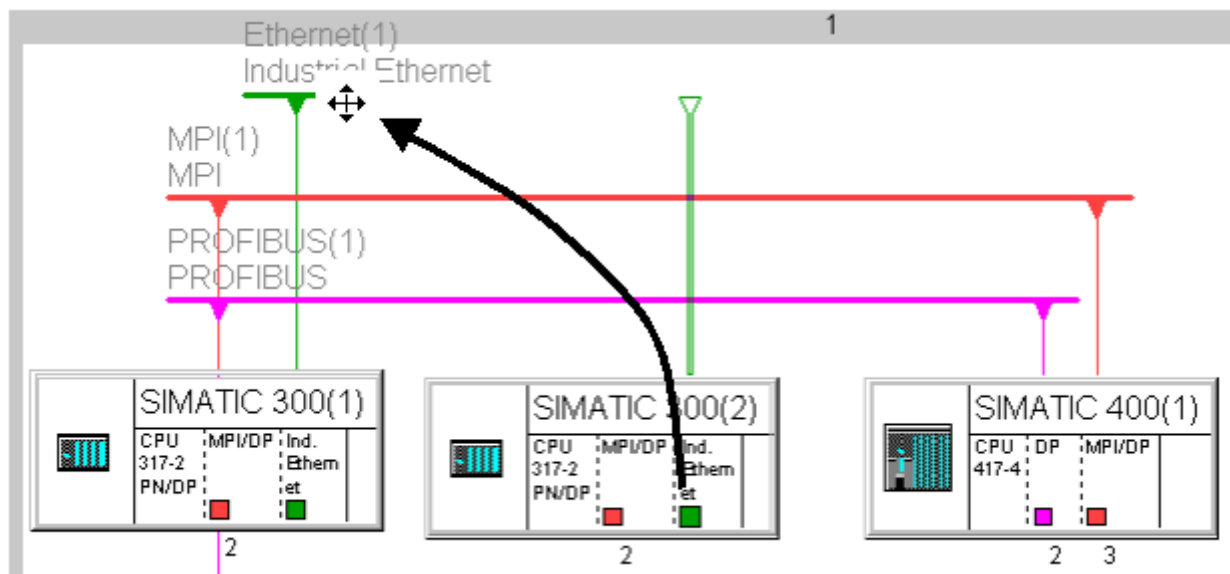 1
Ethernet(1)
Industrial Ethernet
MPI(1)
MPI
PROFIBUS(1)
PROFIBUS
SIMATIC 300(1)
CPU
317-2
PN/DP
MPI/DP
Ind.
Ethern
et
2
SIMATIC 300(2)
CPU
317-2
PN/DP
MPI/DP
Ind.
Ethern
et
2
SIMATIC 400(1)
CPU
417-4
DP
MPI/DP
2
3